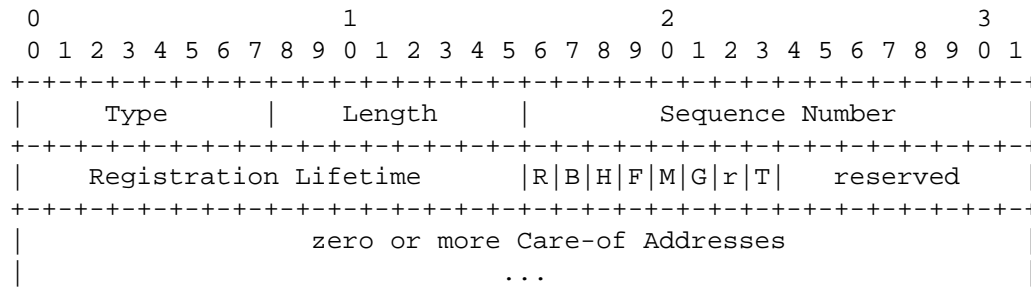 0                   1                   2                   3
 0 1 2 3 4 5 6 7 8 9 0 1 2 3 4 5 6 7 8 9 0 1 2 3 4 5 6 7 8 9 0 1
+-+-+-+-+-+-+-+-+-+-+-+-+-+-+-+-+-+-+-+-+-+-+-+-+-+-+-+-+-+-+-+-+
|     Type      |    Length     |        Sequence Number        |
+-+-+-+-+-+-+-+-+-+-+-+-+-+-+-+-+-+-+-+-+-+-+-+-+-+-+-+-+-+-+-+-+
|    Registration Lifetime      |R|B|H|F|M|G|r|T|   reserved    |
+-+-+-+-+-+-+-+-+-+-+-+-+-+-+-+-+-+-+-+-+-+-+-+-+-+-+-+-+-+-+-+-+
|                  zero or more Care-of Addresses               |
|                              ...                              |